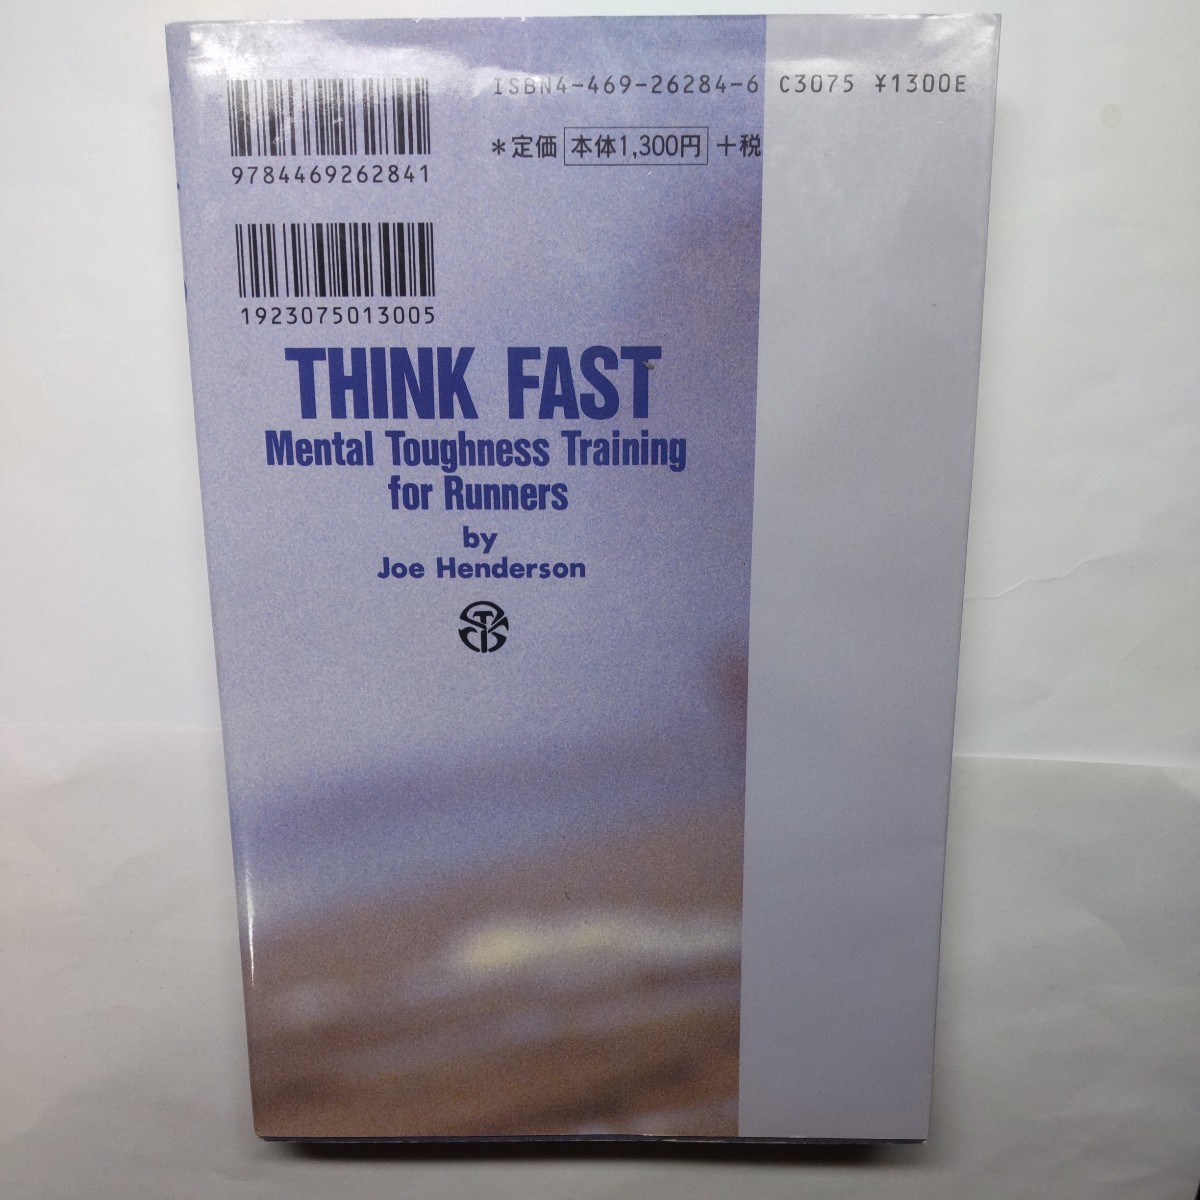 ISBN4-469-26284-6 C3075 ¥1300E
*定価 本体1,300円 +税
9784469262841
1923075013005
THINK FAST
Mental Toughness Training
for Runners
by
Joe Henderson